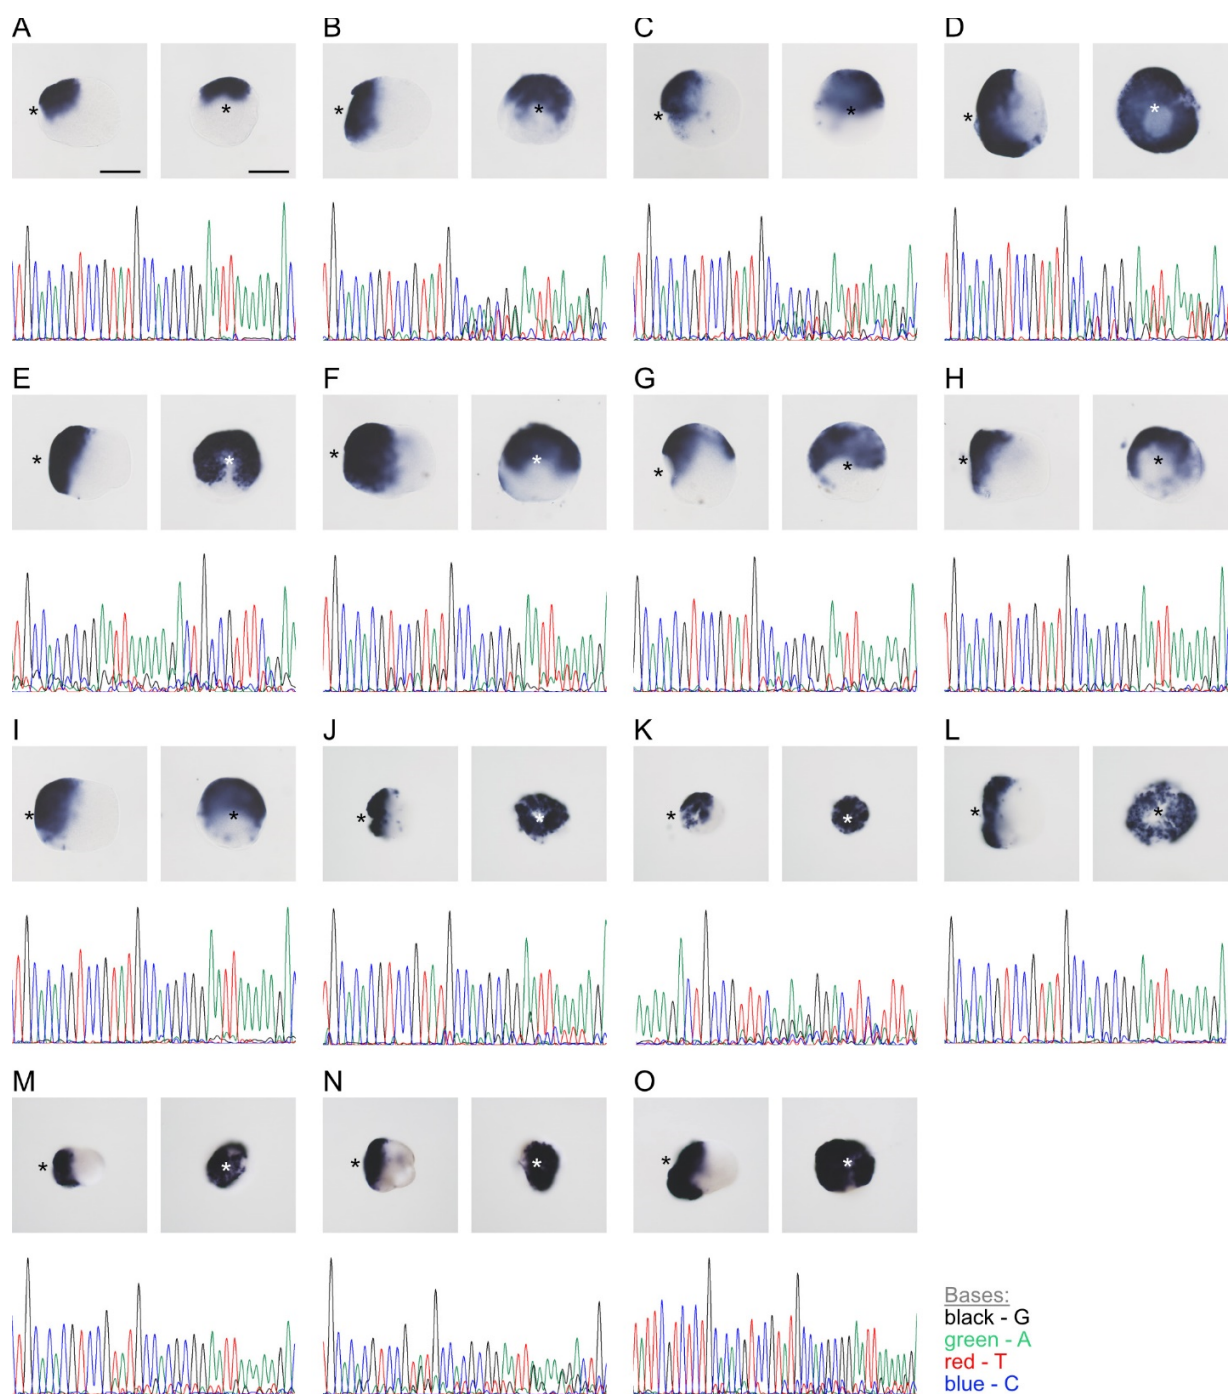 A B C D
E F G H
I J K L
M N O
Bases:
black - G
green - A
red - T
blue - C